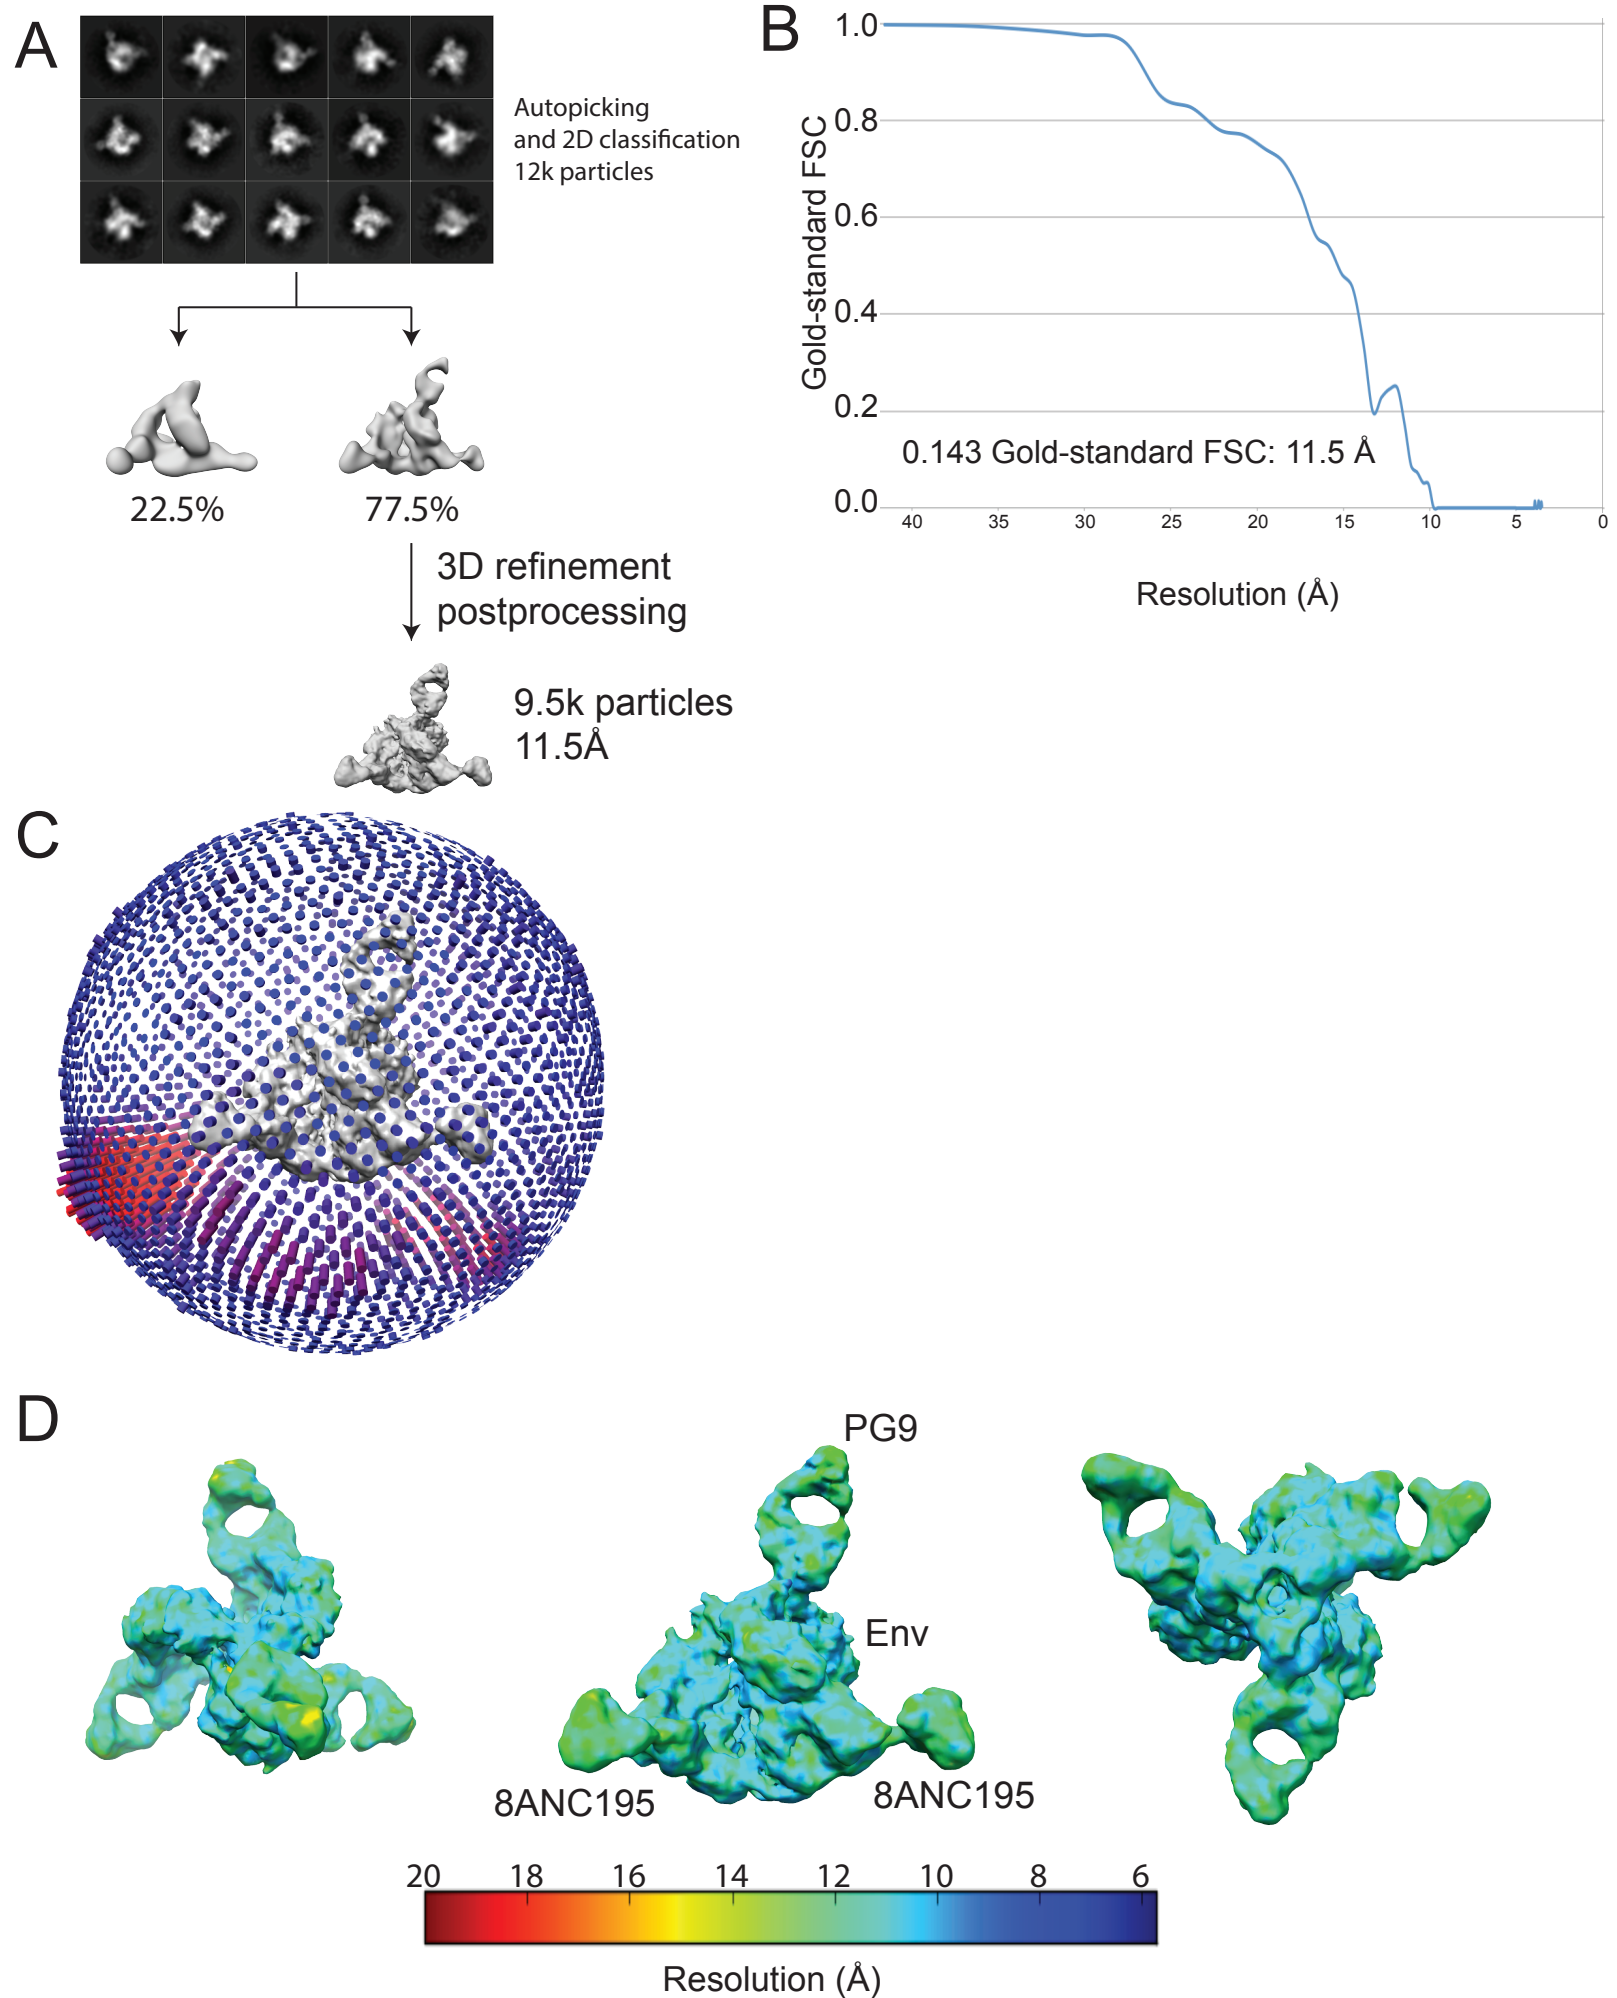 A
Autopicking
and 2D classification
12k particles
22.5%
77.5%
3D refinement
postprocessing
9.5k particles
11.5Å
B
Gold-standard FSC
1.0
0.8
0.6
0.4
0.2
0.0
0.143 Gold-standard FSC: 11.5 Å
40 35 30 25 20 15 10 5 0
Resolution (Å)
C
D
PG9
Env
8ANC195
8ANC195
20 18 16 14 12 10 8 6
Resolution (Å)